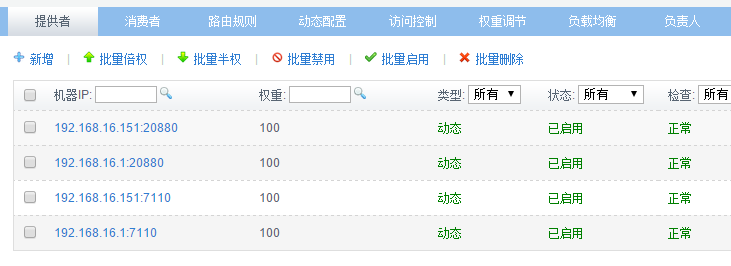 提供者 消费者 路由规则 动态配置 访问控制 权重调节 负载均衡 负责人
新增 | 批量倍权 | 批量半权 | 批量禁用 | 批量启用 | 批量删除
机器IP: 权重: 类型: 所有 状态: 所有 检查: 所有
192.168.16.151:20880 100 动态 已启用 正常
192.168.16.1:20880 100 动态 已启用 正常
192.168.16.151:7110 100 动态 已启用 正常
192.168.16.1:7110 100 动态 已启用 正常